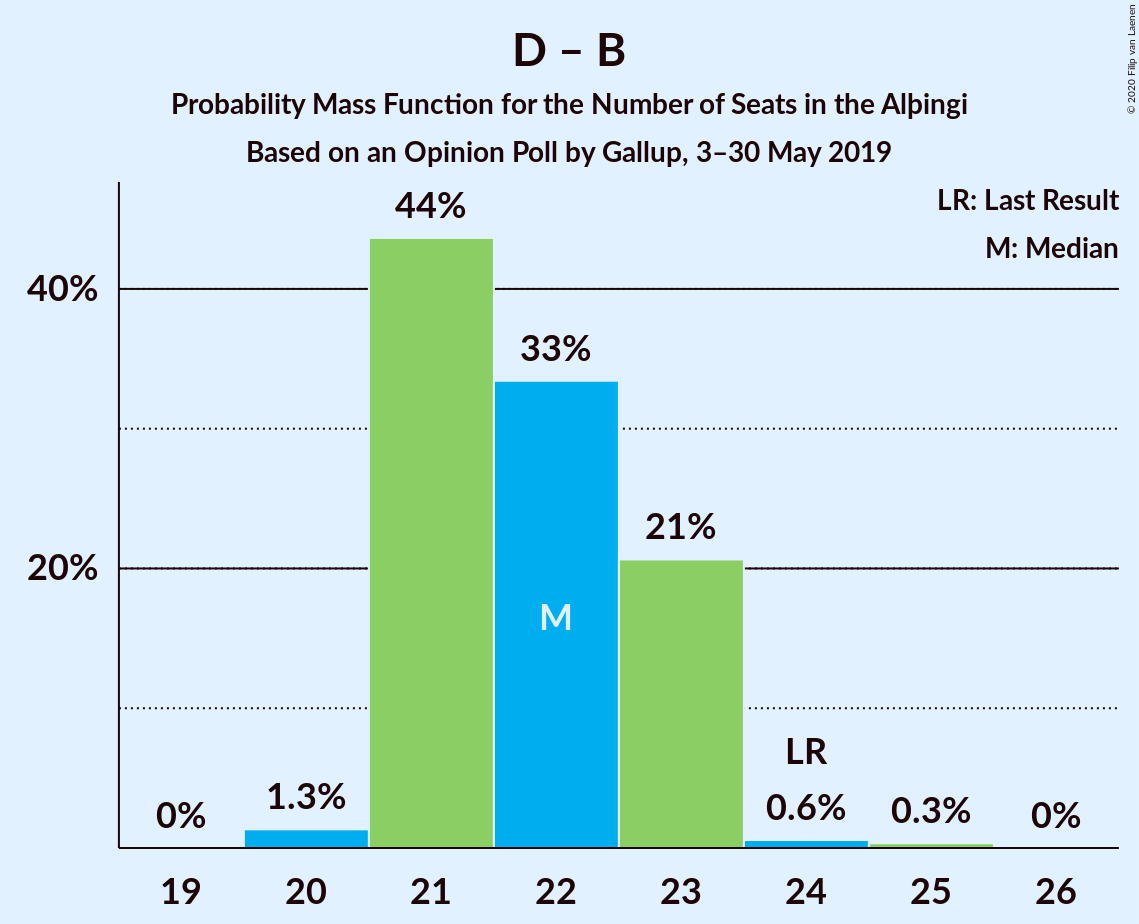 D – B
Probability Mass Function for the Number of Seats in the Alþingi
Based on an Opinion Poll by Gallup, 3–30 May 2019
© 2020 Filip van Laenen
LR: Last Result
M: Median
44%
40%
33%
21%
20%
M
LR
0%
1.3%
0.6%
0.3%
0%
19 20 21 22 23 24 25 26